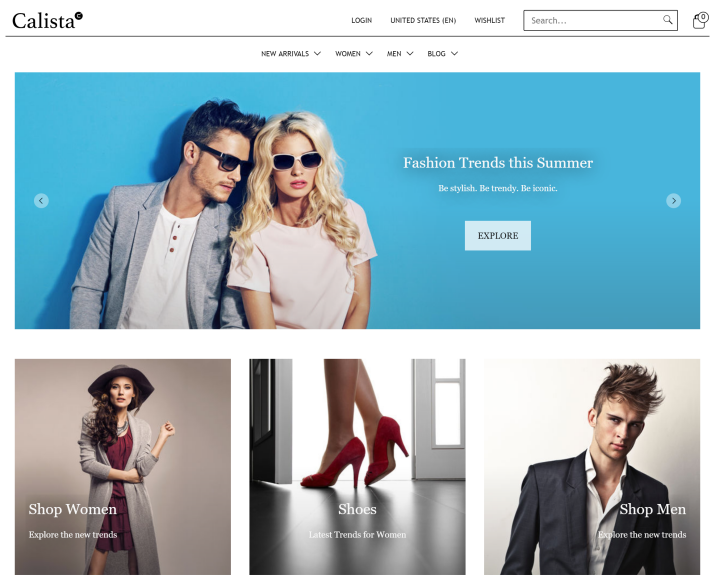 Calista C
LOGIN UNITED STATES (EN) WISHLIST Search... 0
NEW ARRIVALS WOMEN MEN BLOG
Fashion Trends this Summer
Be stylish. Be trendy. Be iconic.
EXPLORE
Shop Women Shoes Shop Men
Explore the new trends Latest Trends for Women Explore the new trends